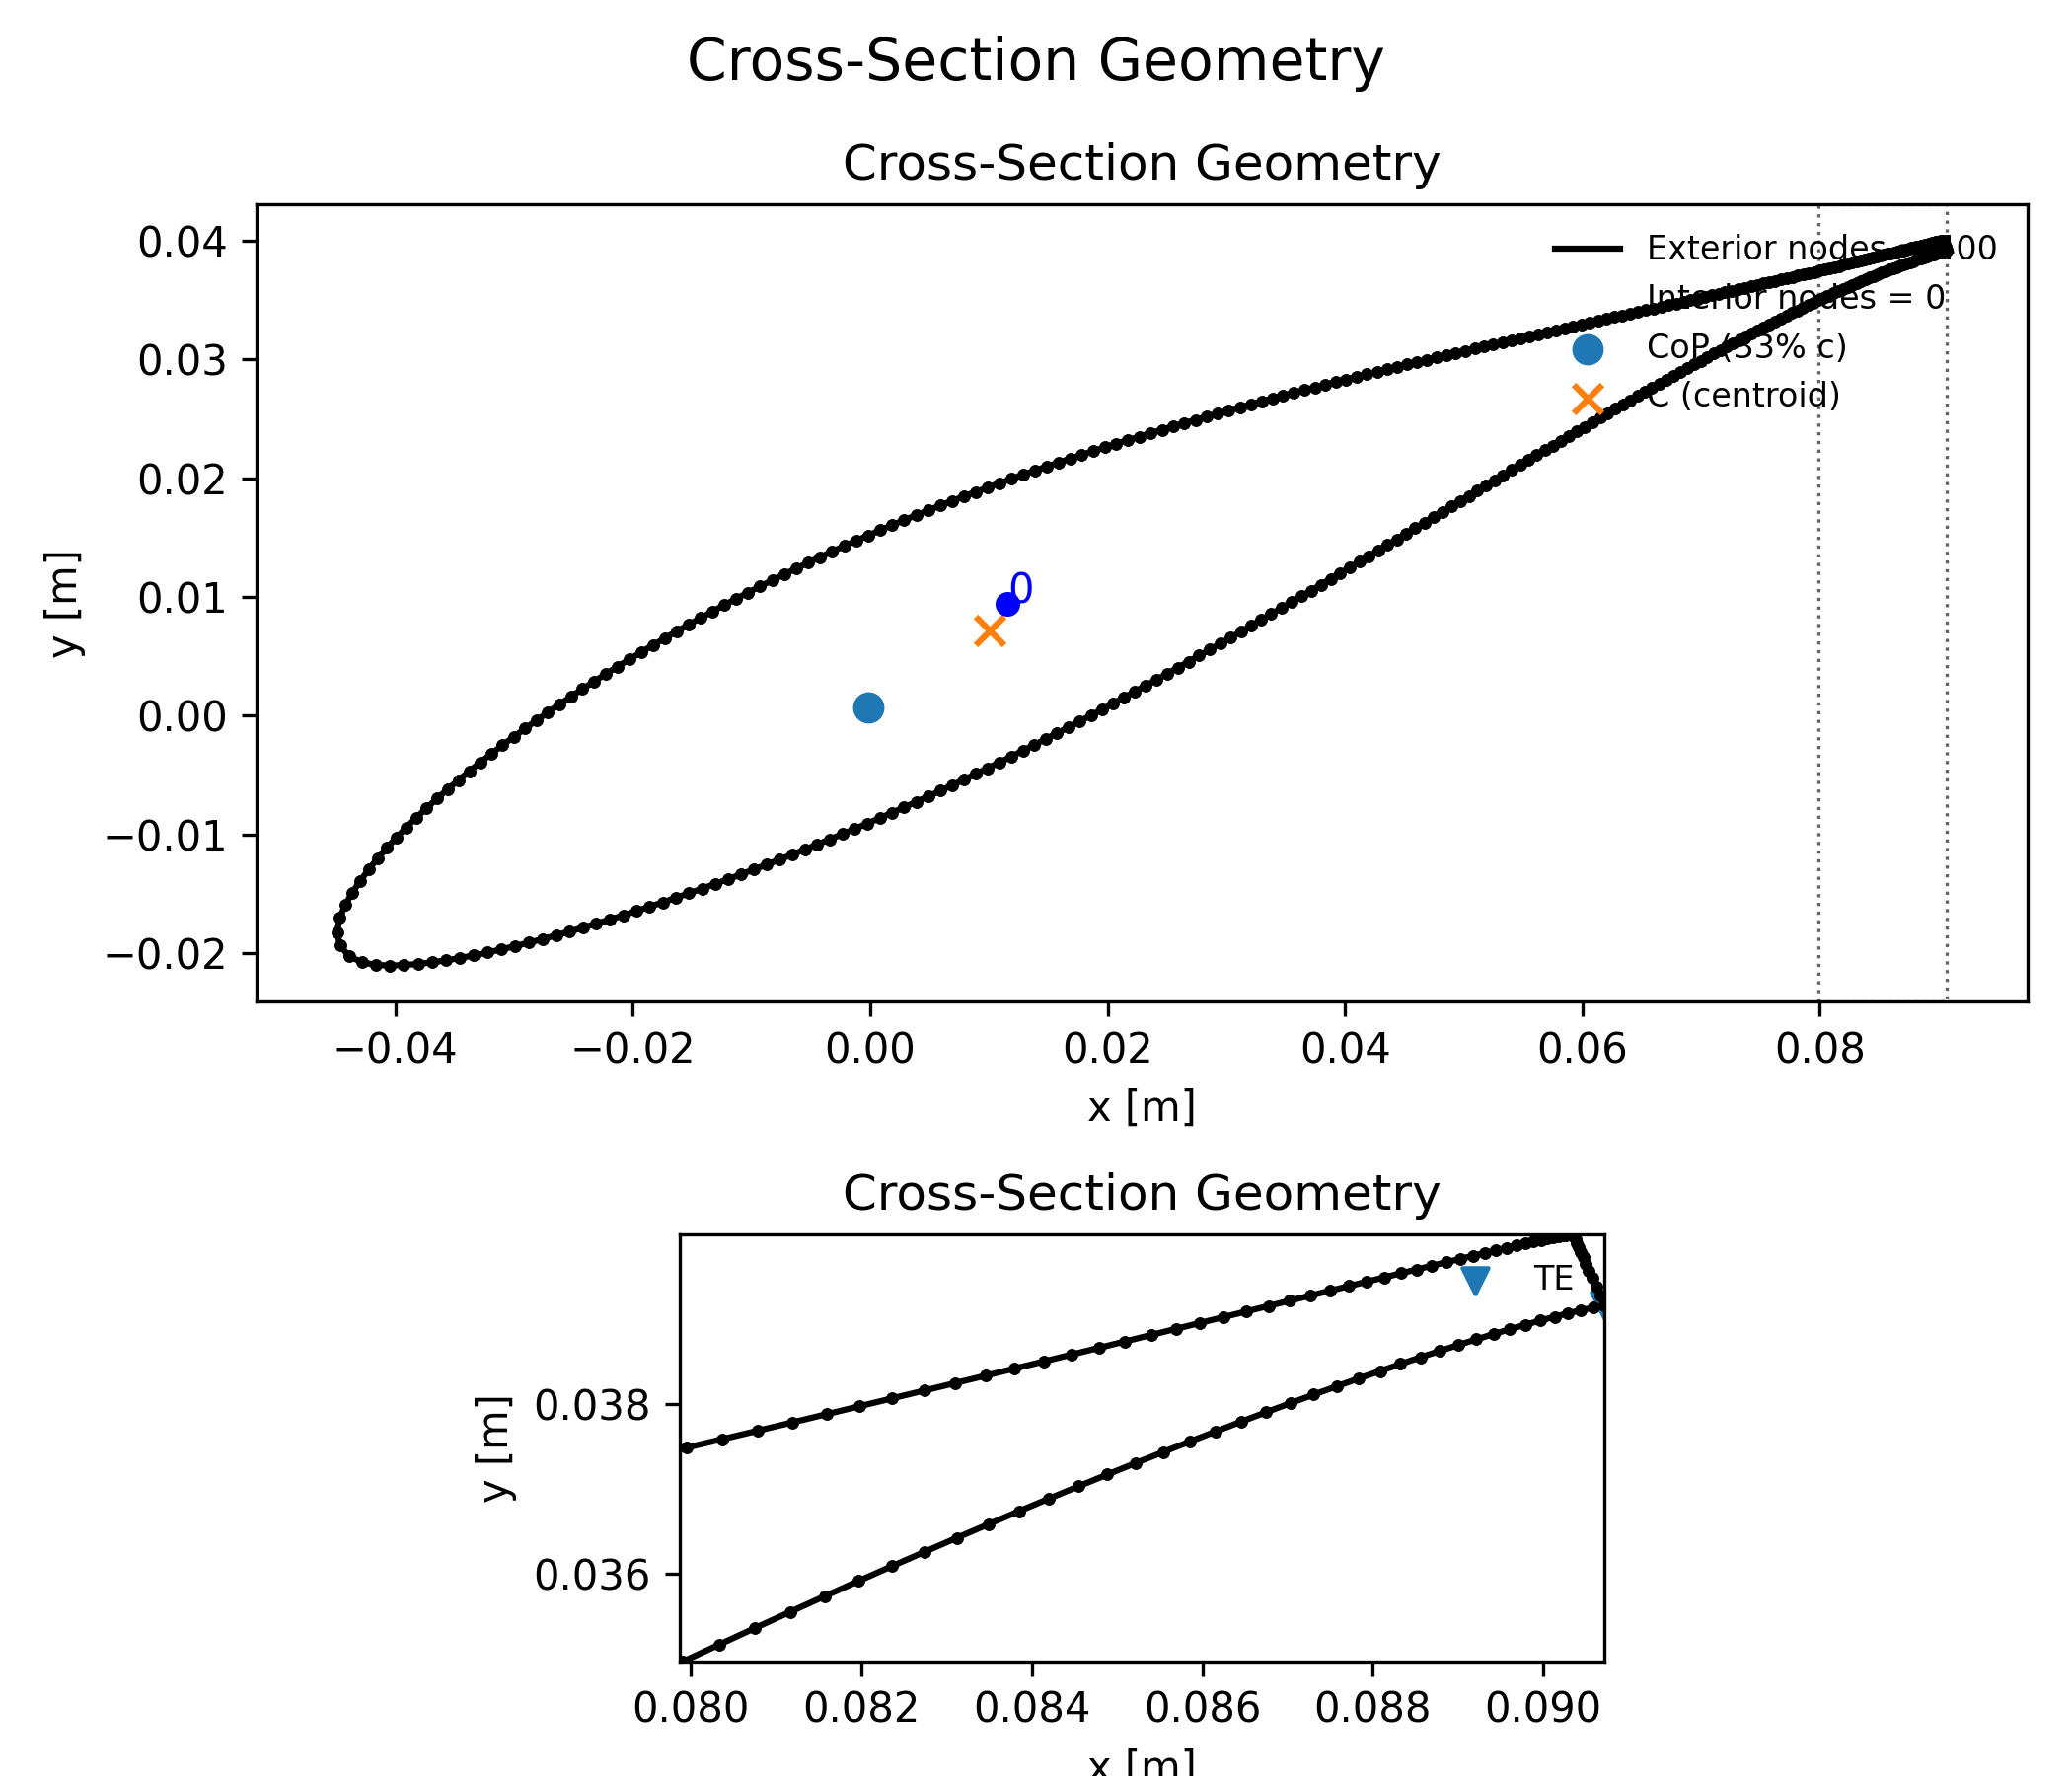 Cross-Section Geometry
Cross-Section Geometry
0.04
0.03
0.02
0.01
0.00
−0.01
−0.02
y [m]
Exterior nodes 00
Interior nodes = 0
CoP (33% c)
C (centroid)
0
−0.04 −0.02 0.00 0.02 0.04 0.06 0.08
x [m]
Cross-Section Geometry
TE
0.038
0.036
y [m]
0.080 0.082 0.084 0.086 0.088 0.090
x [m]